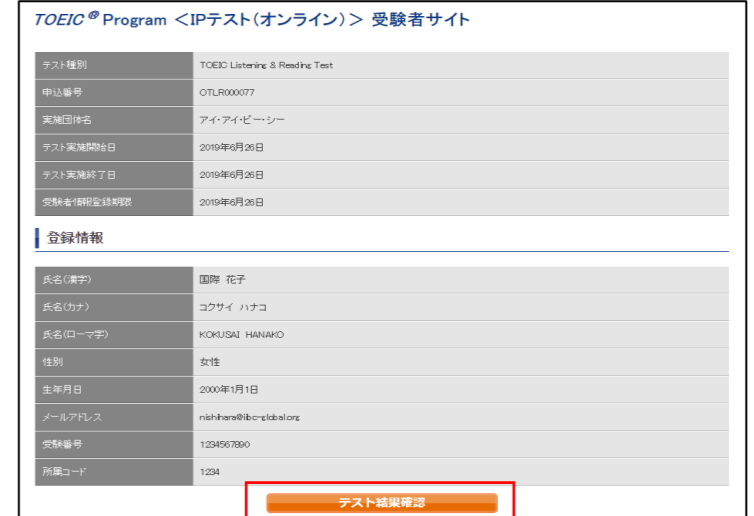 TOEIC® Program ＜IPテスト（オンライン）＞ 受験者サイト
テスト種別 TOEIC Listening & Reading Test
申込番号 OTLR000077
実施団体名 アイ・アイ・ビー・シー
テスト実施開始日 2019年6月26日
テスト実施終了日 2019年6月26日
受験者情報登録期限 2019年6月26日
登録情報
氏名(漢字) 国際 花子
氏名(カナ) コクサイ ハナコ
氏名(ローマ字) KOKUSAI HANAKO
性別 女性
生年月日 2000年1月1日
メールアドレス nishihara@iibc-global.org
受験番号 1234567890
所属コード 1234
テスト結果確認